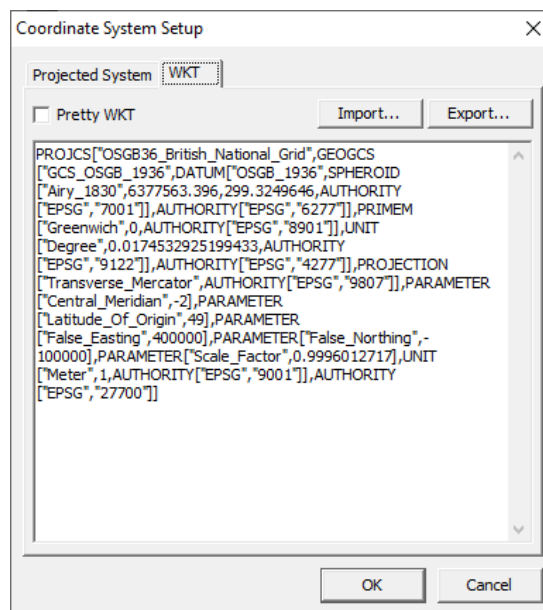 Coordinate System Setup
Projected System WKT
Pretty WKT Import... Export...
PROJCS["OSGB36_British_National_Grid",GEOGCS
["GCS_OSGB_1936",DATUM["OSGB_1936",SPHEROID
["Airy_1830",6377563.396,299.3249646,AUTHORITY
["EPSG","7001"]],AUTHORITY["EPSG","6277"]],PRIMEM
["Greenwich",0,AUTHORITY["EPSG","8901"]],UNIT
["Degree",0.0174532925199433,AUTHORITY
["EPSG","9122"]],AUTHORITY["EPSG","4277"]],PROJECTION
["Transverse_Mercator",AUTHORITY["EPSG","9807"]],PARAMETER
["Central_Meridian",-2],PARAMETER
["Latitude_Of_Origin",49],PARAMETER
["False_Easting",400000],PARAMETER["False_Northing",-
100000],PARAMETER["Scale_Factor",0.9996012717],UNIT
["Meter",1,AUTHORITY["EPSG","9001"]],AUTHORITY
["EPSG","27700"]]
OK Cancel